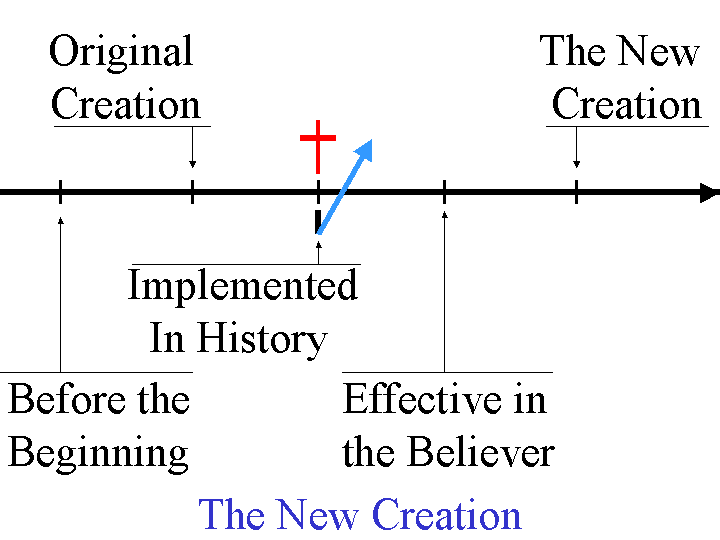 Original
Creation
The New
Creation
Implemented
In History
Before the
Beginning
Effective in
the Believer
The New Creation